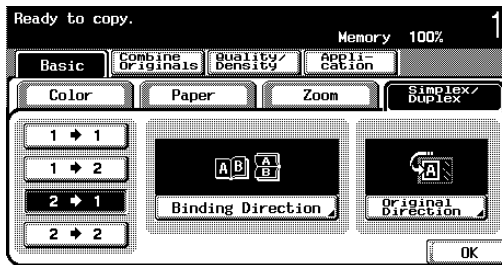 Ready to copy.
Memory 100% 1
Basic
Combine
Originals
Quality/
Density
Appli-
cation
Color
Paper
Zoom
Simplex/
Duplex
1 → 1
1 → 2
2 → 1
2 → 2
A B A
B
Binding Direction
A
Original
Direction
OK